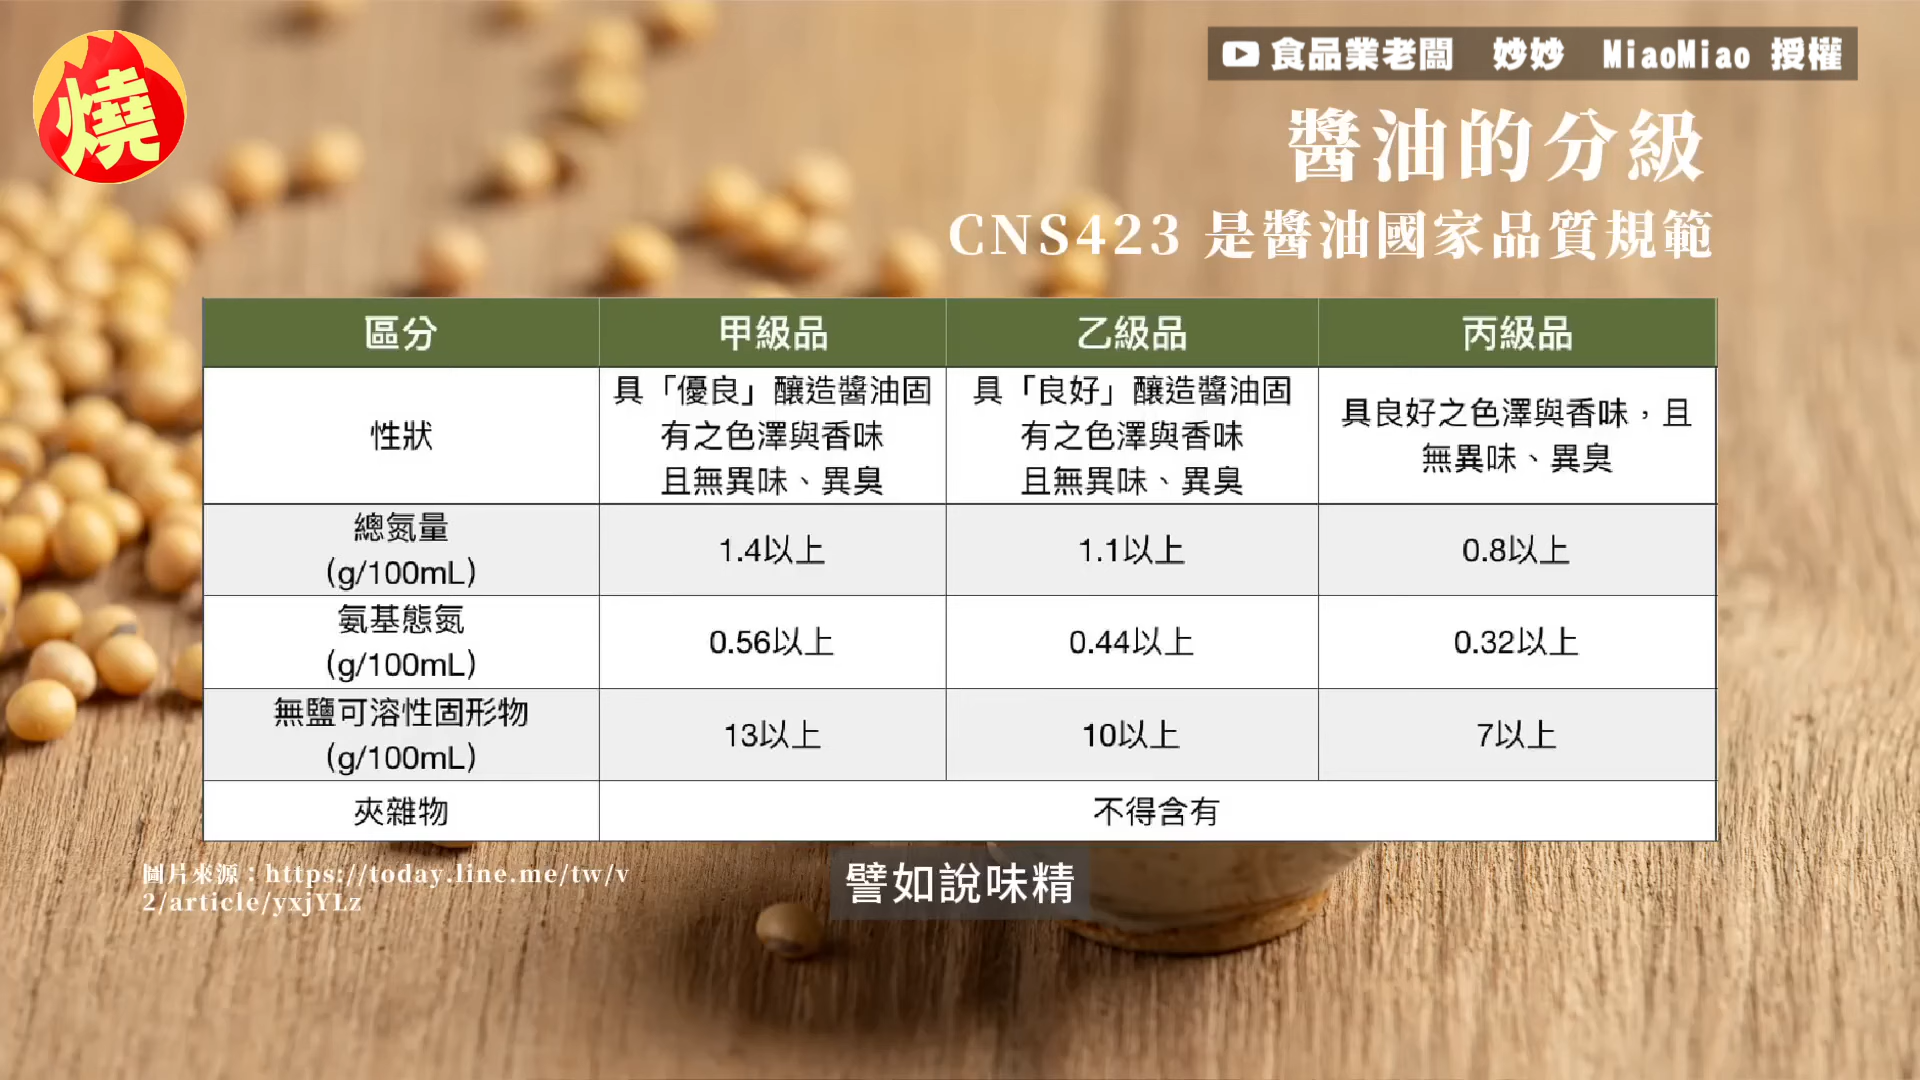 燒
食品業老闆 妙妙 MiaoMiao 授權
醬油的分級
CNS423 是醬油國家品質規範
區分 甲級品 乙級品 丙級品
性狀
具「優良」釀造醬油固
有之色澤與香味
且無異味、異臭
具「良好」釀造醬油固
有之色澤與香味
且無異味、異臭
具良好之色澤與香味，且
無異味、異臭
總氮量
(g/100mL)
1.4以上 1.1以上 0.8以上
氨基態氮
(g/100mL)
0.56以上 0.44以上 0.32以上
無鹽可溶性固形物
(g/100mL)
13以上 10以上 7以上
夾雜物 不得含有
圖片來源：https://today.line.me/tw/v
2/article/yxjYLz
譬如說味精